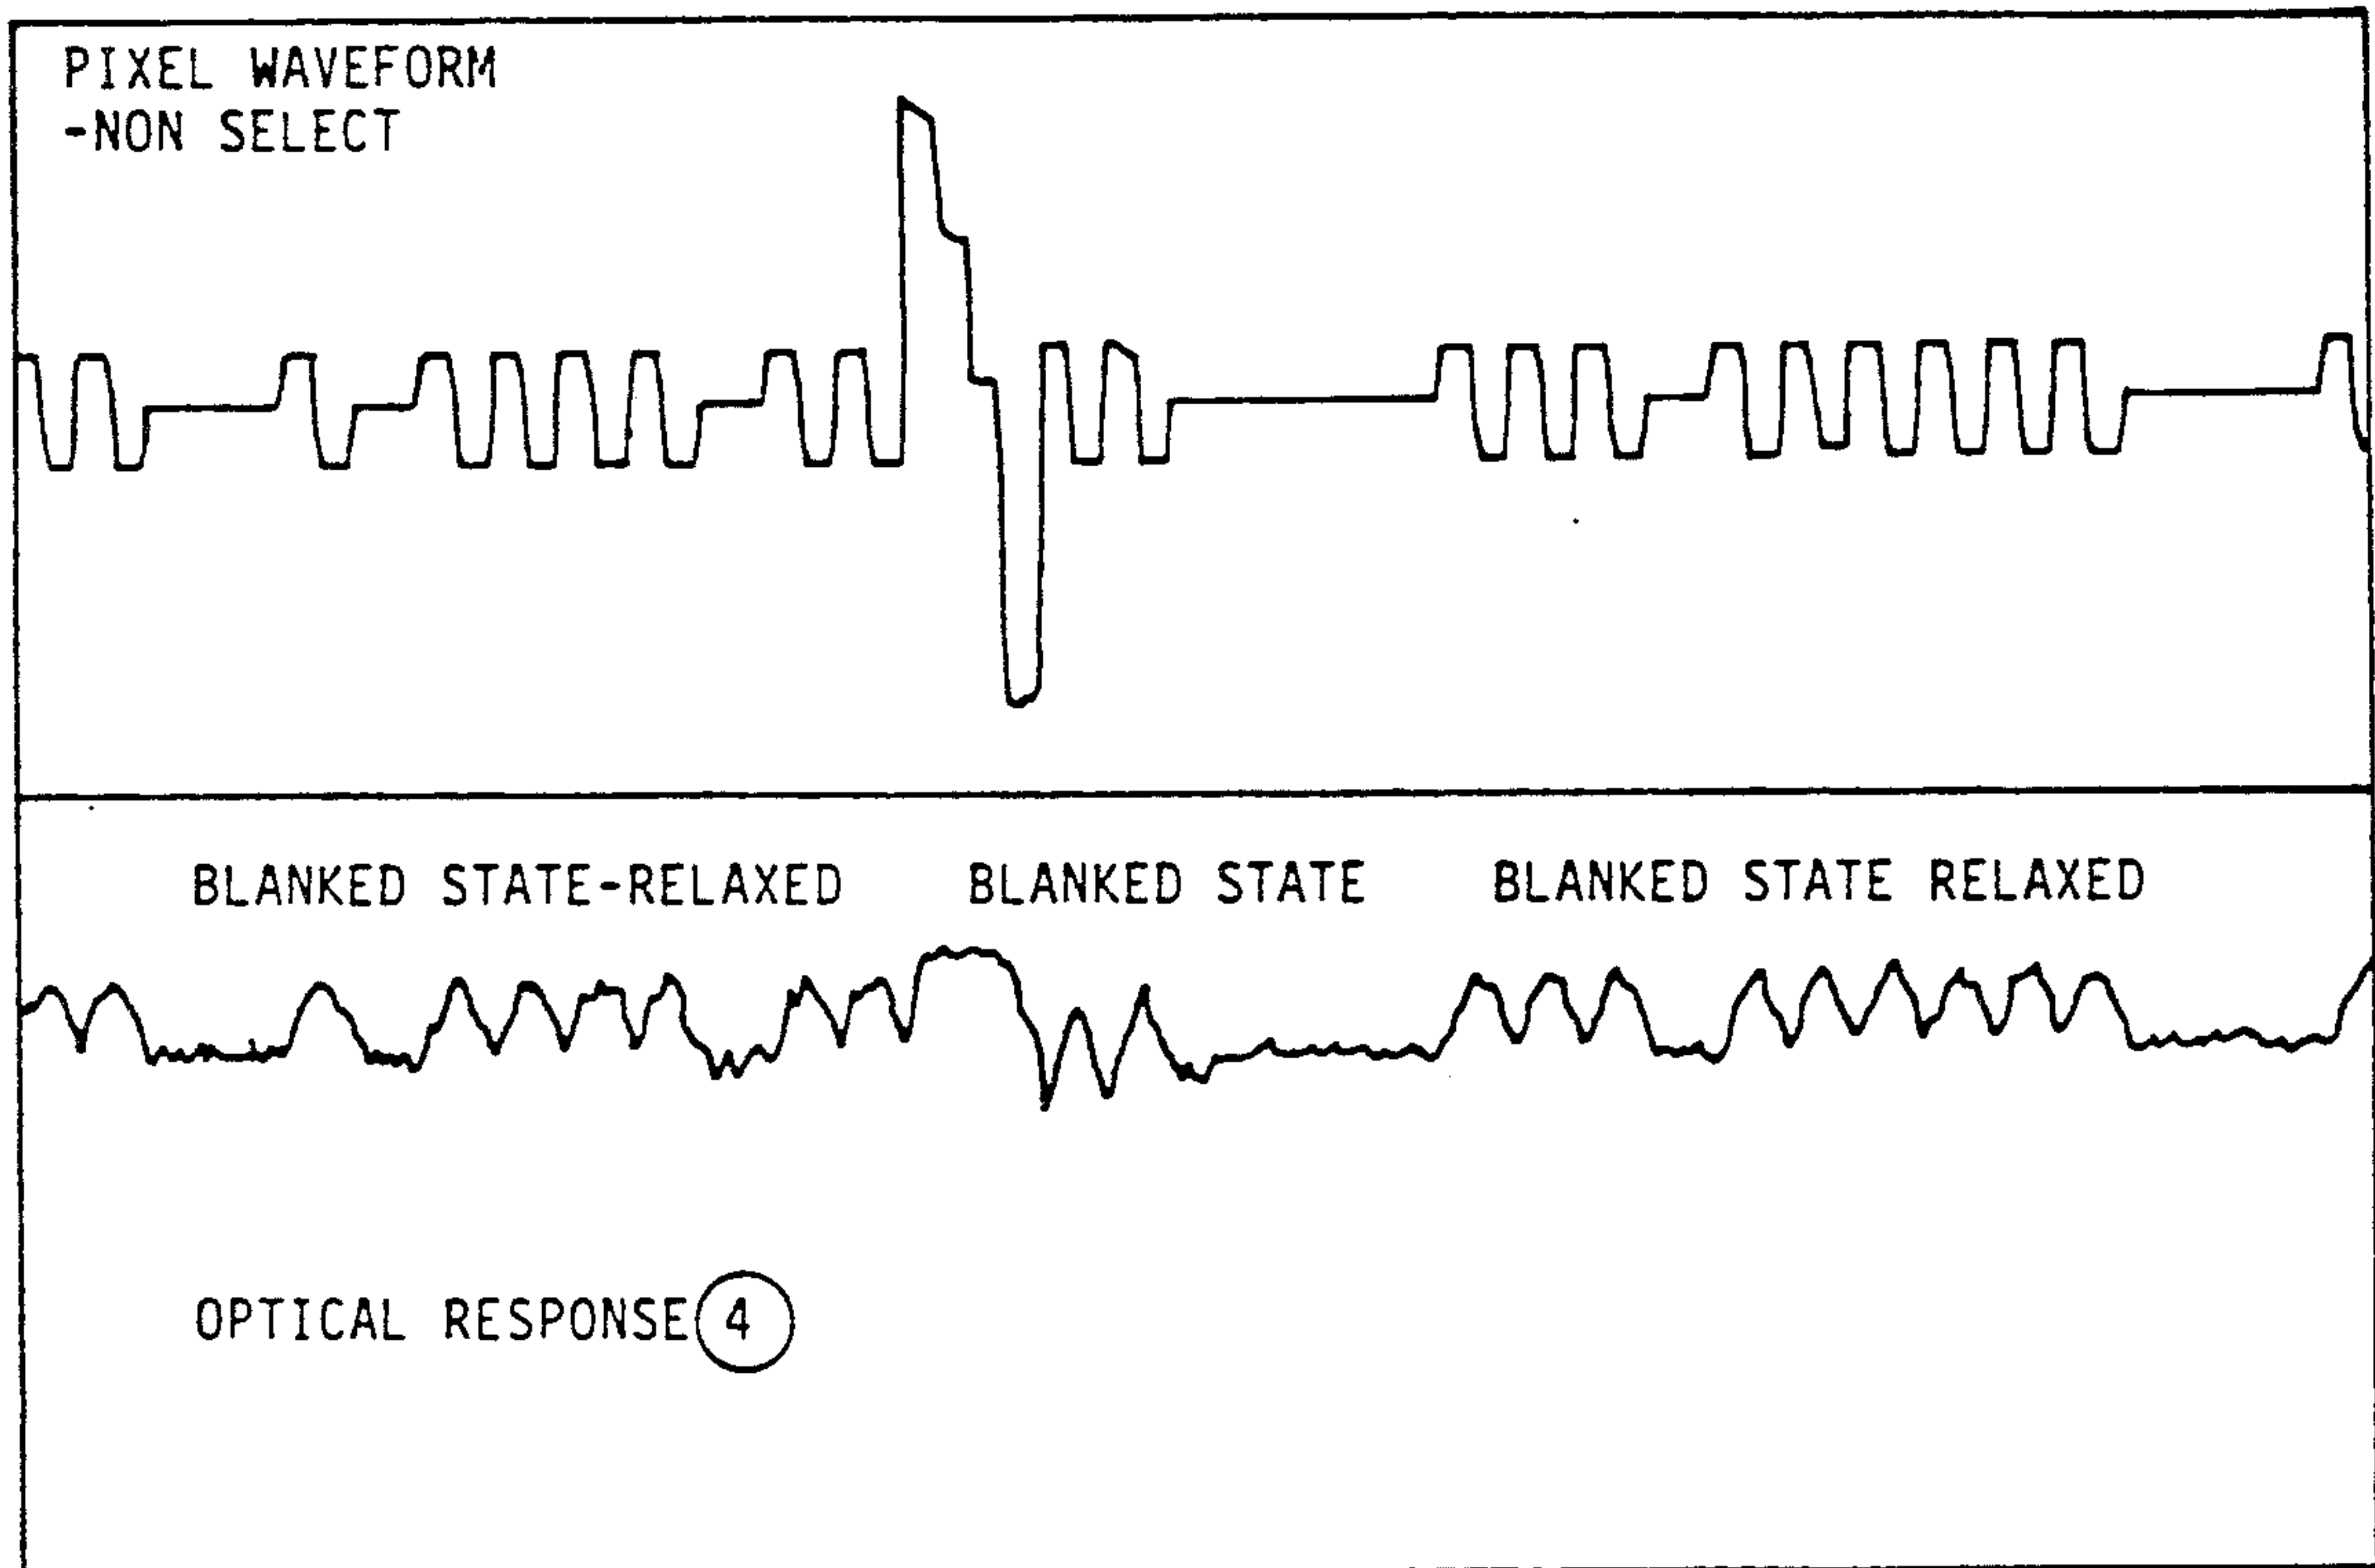 PIXEL WAVEFORM
-NON SELECT
BLANKED STATE-RELAXED BLANKED STATE BLANKED STATE RELAXED
OPTICAL RESPONSE 4